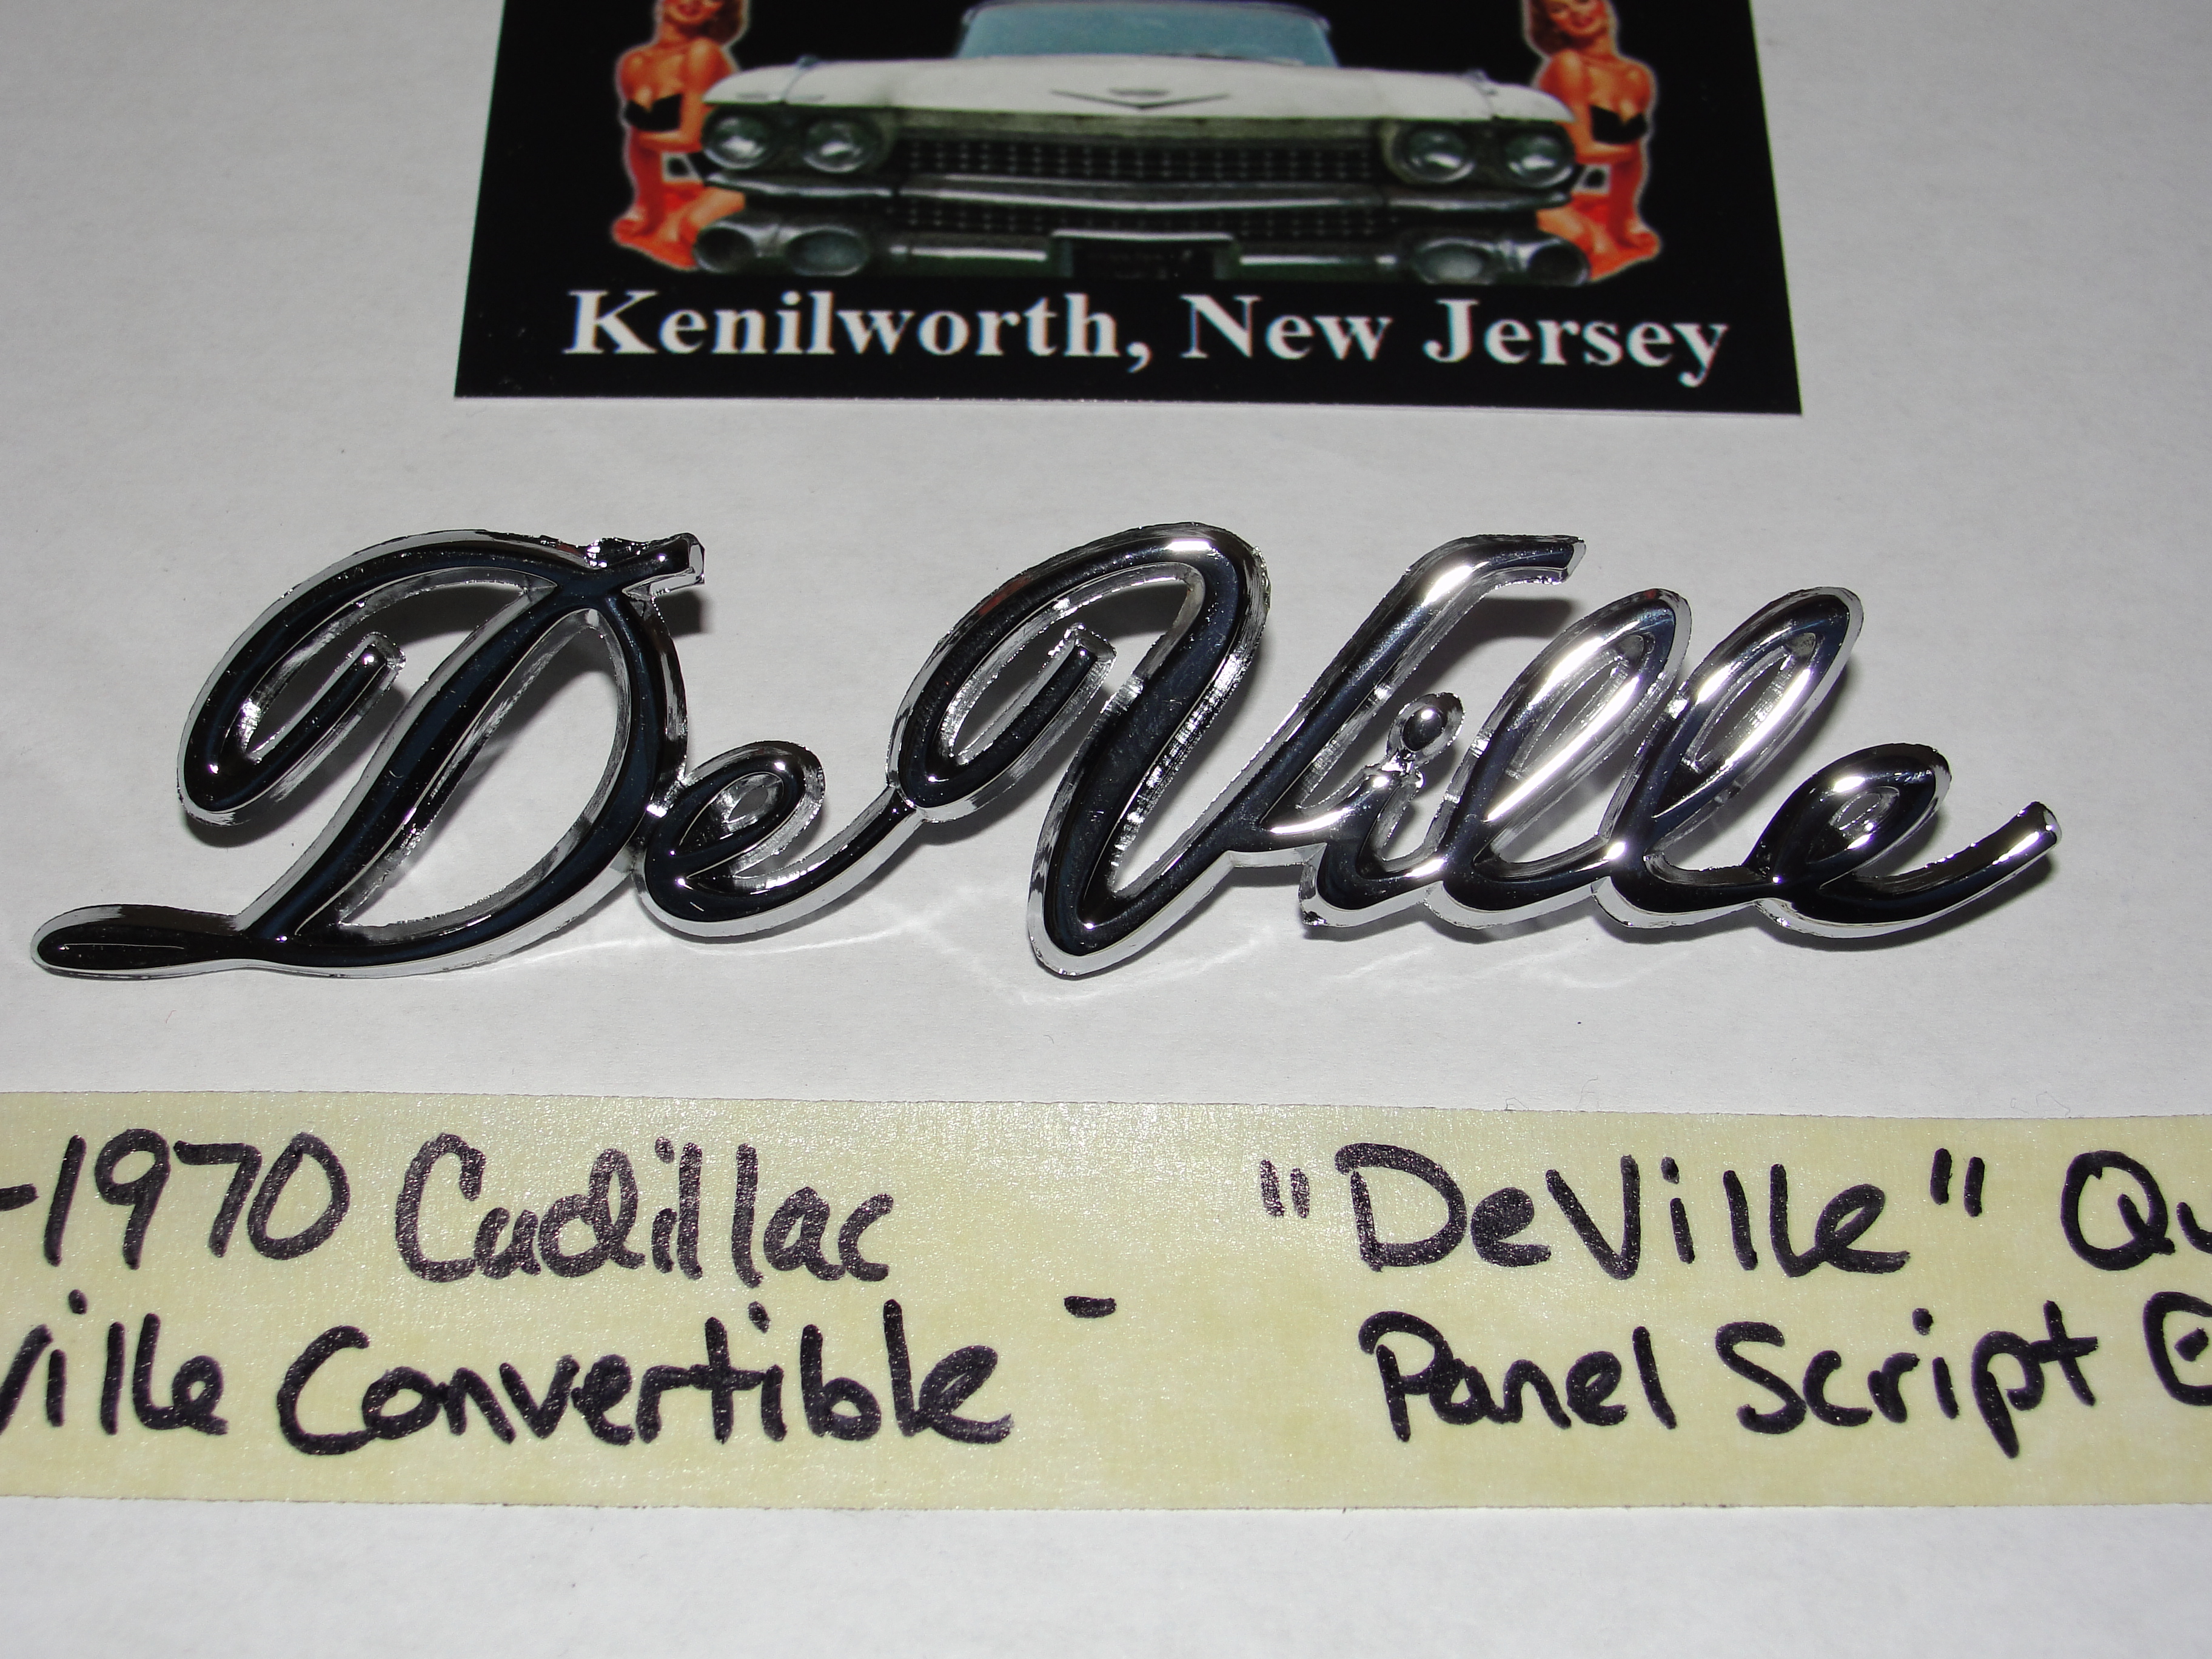 Kenilworth, New Jersey
DeVille
-1970 Cadillac "DeVille"
ville Convertible - Panel Script